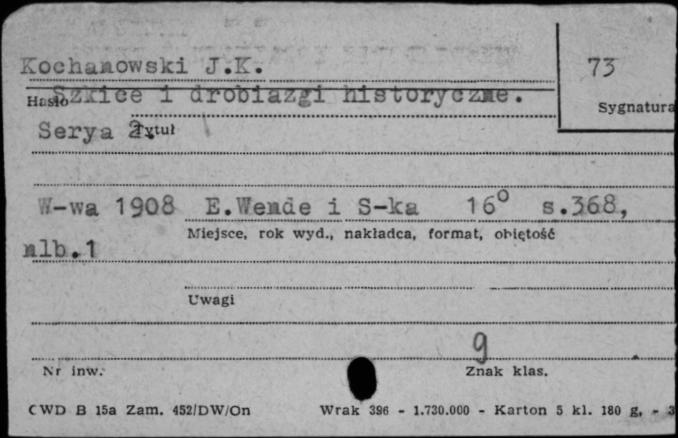 Kochanowski J.K.
73
Hasło
Szkice i drobiazgi historyczne.
Sygnatura
Serya 2.
Tytuł
W-wa 1908 E.Wende i S-ka 16° s.368,
Miejsce, rok wyd., nakładca, format, objętość
nlb.1
Uwagi
9
Nr inw.
Znak klas.
CWD B 15a Zam. 452/DW/On Wrak 396 - 1.730.000 - Karton 5 kl. 180 g. - 3